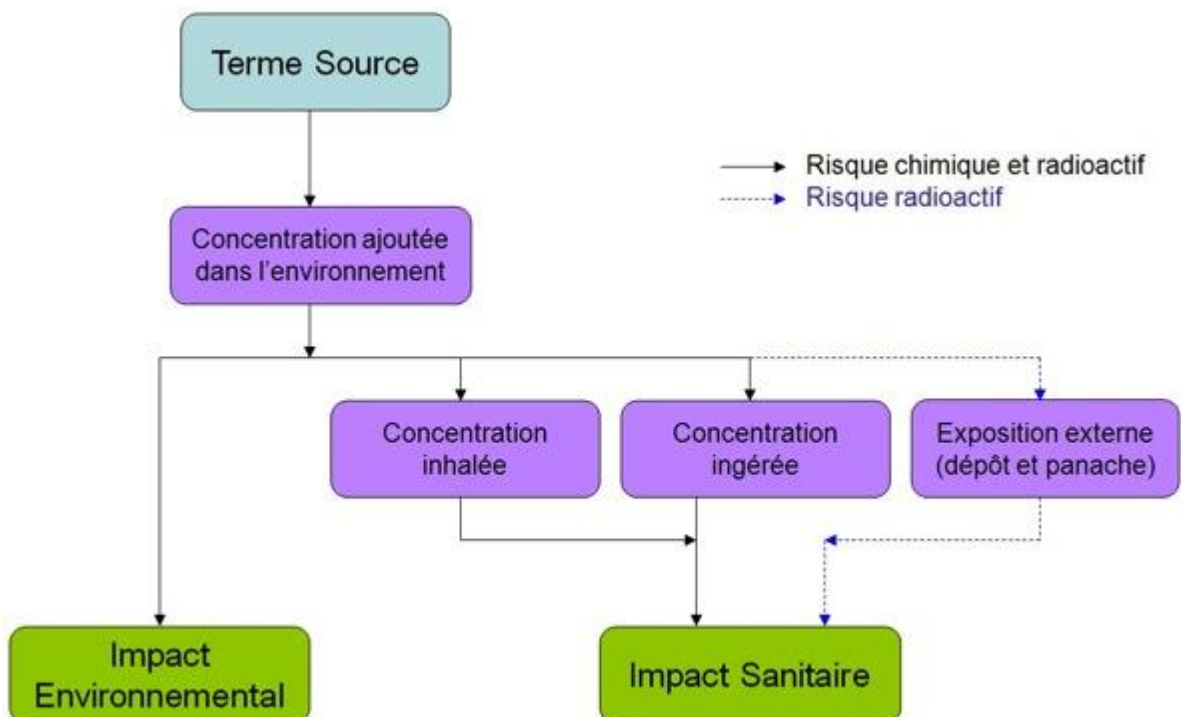 Terme Source
Risque chimique et radioactif
Risque radioactif
Concentration ajoutée
dans l'environnement
Concentration
inhalée
Concentration
ingérée
Exposition externe
(dépôt et panache)
Impact
Environnemental
Impact Sanitaire